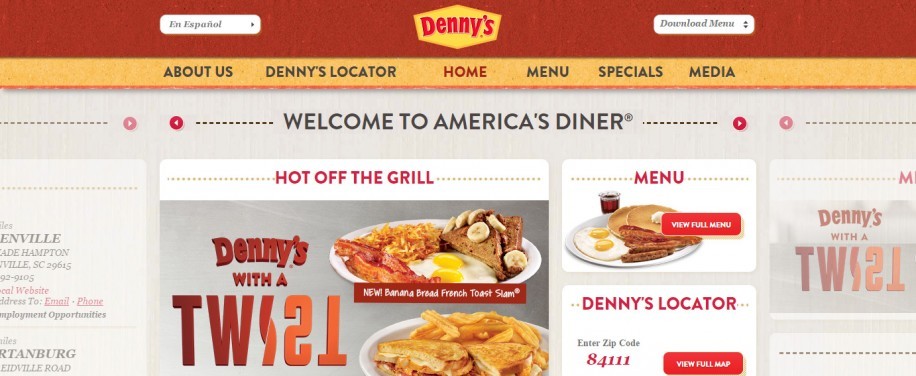 En Español
Denny's
Download Menu
ABOUT US DENNY'S LOCATOR HOME MENU SPECIALS MEDIA
WELCOME TO AMERICA'S DINER®
HOT OFF THE GRILL
Denny's
WITH A
TWIST
NEW! Banana Bread French Toast Slam®
MENU
VIEW FULL MENU
DENNY'S LOCATOR
Enter Zip Code
84111
VIEW FULL MAP
iles
ENVILLE
ADE HAMPTON
NVILLE, SC 29615
92-9105
cal Website
ddress To: Email · Phone
mployment Opportunities
iles
RTANBURG
EIDVILLE ROAD
Denny's
WITH A
TWIST